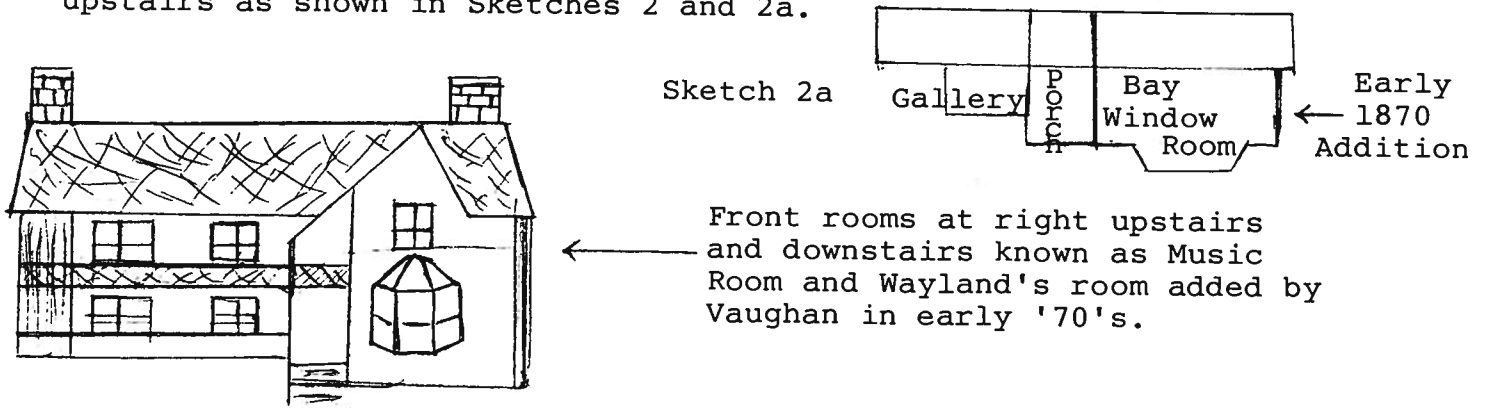 upstairs as shown in Sketches 2 and 2a.
Sketch 2a
Gallery
Porch
Bay
Window
Room
Early
1870
Addition
Front rooms at right upstairs
and downstairs known as Music
Room and Wayland's room added by
Vaughan in early '70's.